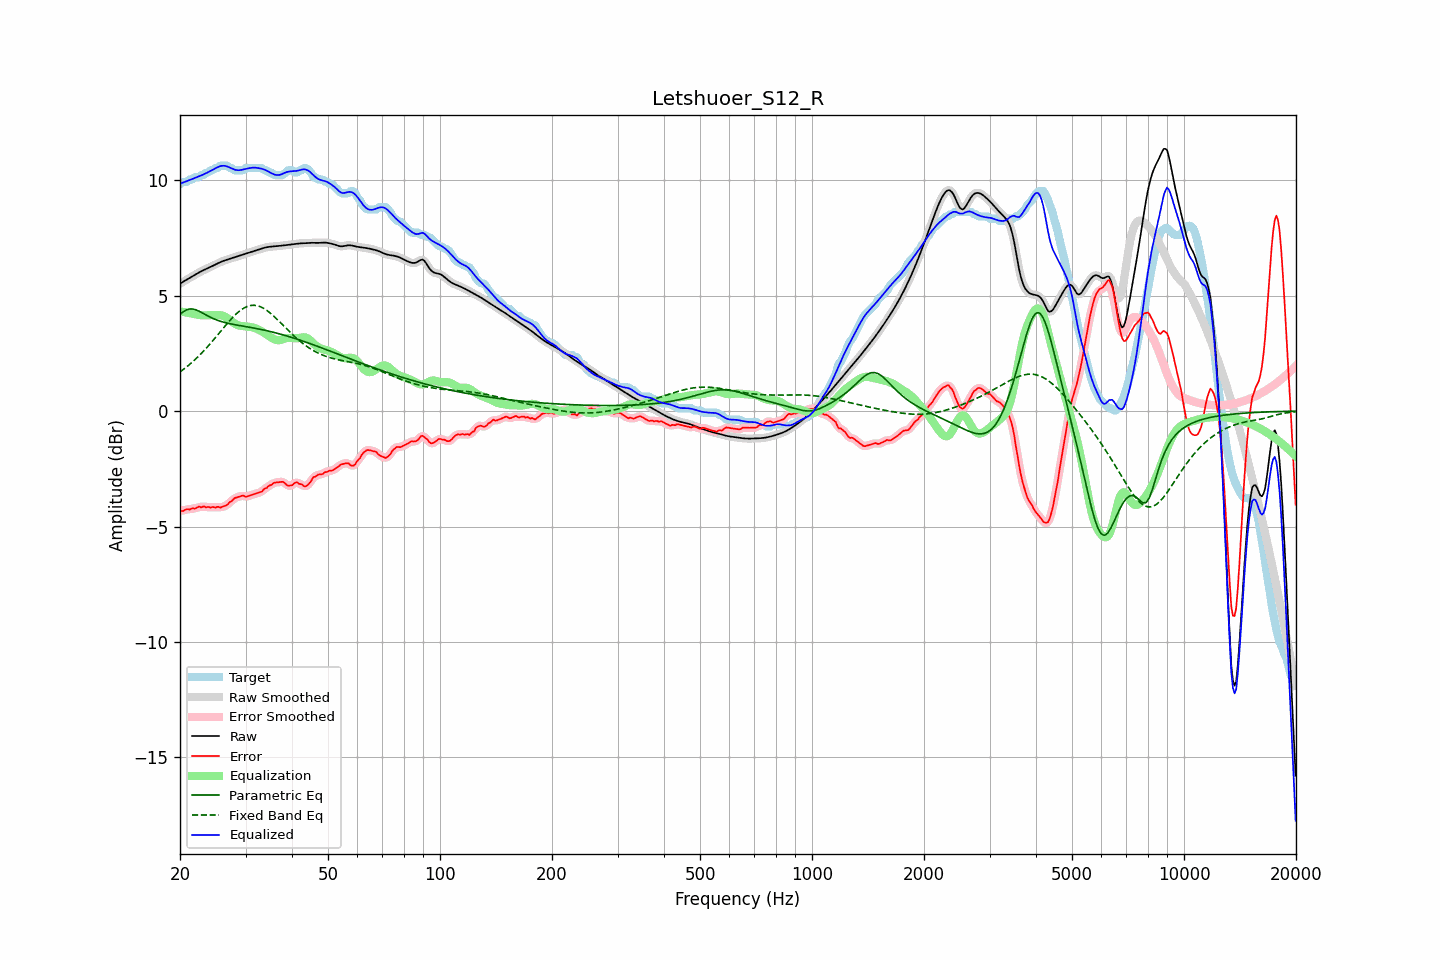 Letshuoer_S12_R
Amplitude (dBr)
10
5
0
−5
−10
−15
Target
Raw Smoothed
Error Smoothed
Raw
Error
Equalization
Parametric Eq
Fixed Band Eq
Equalized
20 50 100 200 500 1000 2000 5000 10000 20000
Frequency (Hz)